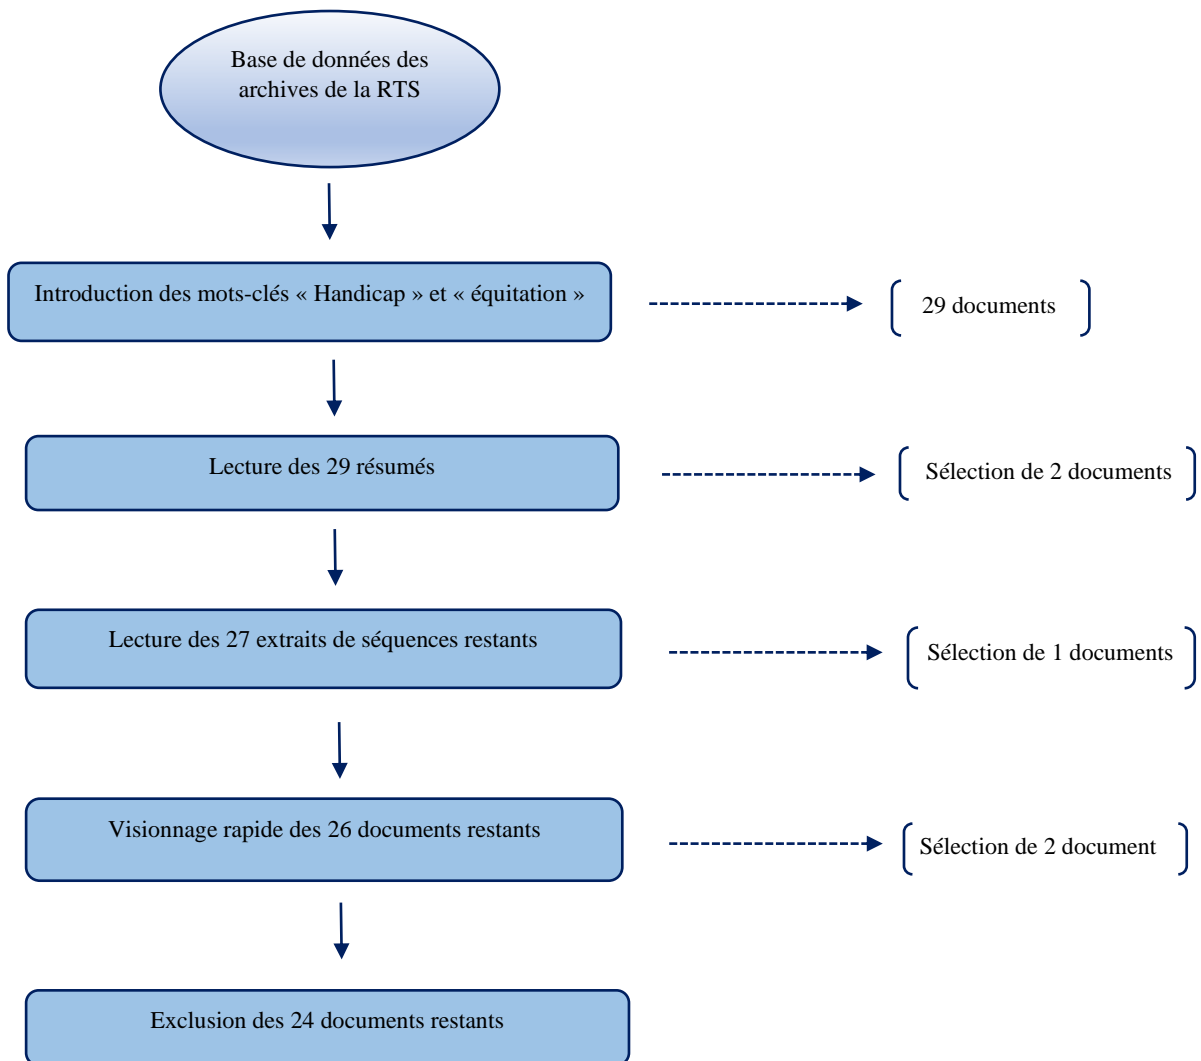 Base de données des
archives de la RTS
Introduction des mots-clés « Handicap » et « équitation »
29 documents
Lecture des 29 résumés
Sélection de 2 documents
Lecture des 27 extraits de séquences restants
Sélection de 1 documents
Visionnage rapide des 26 documents restants
Sélection de 2 document
Exclusion des 24 documents restants